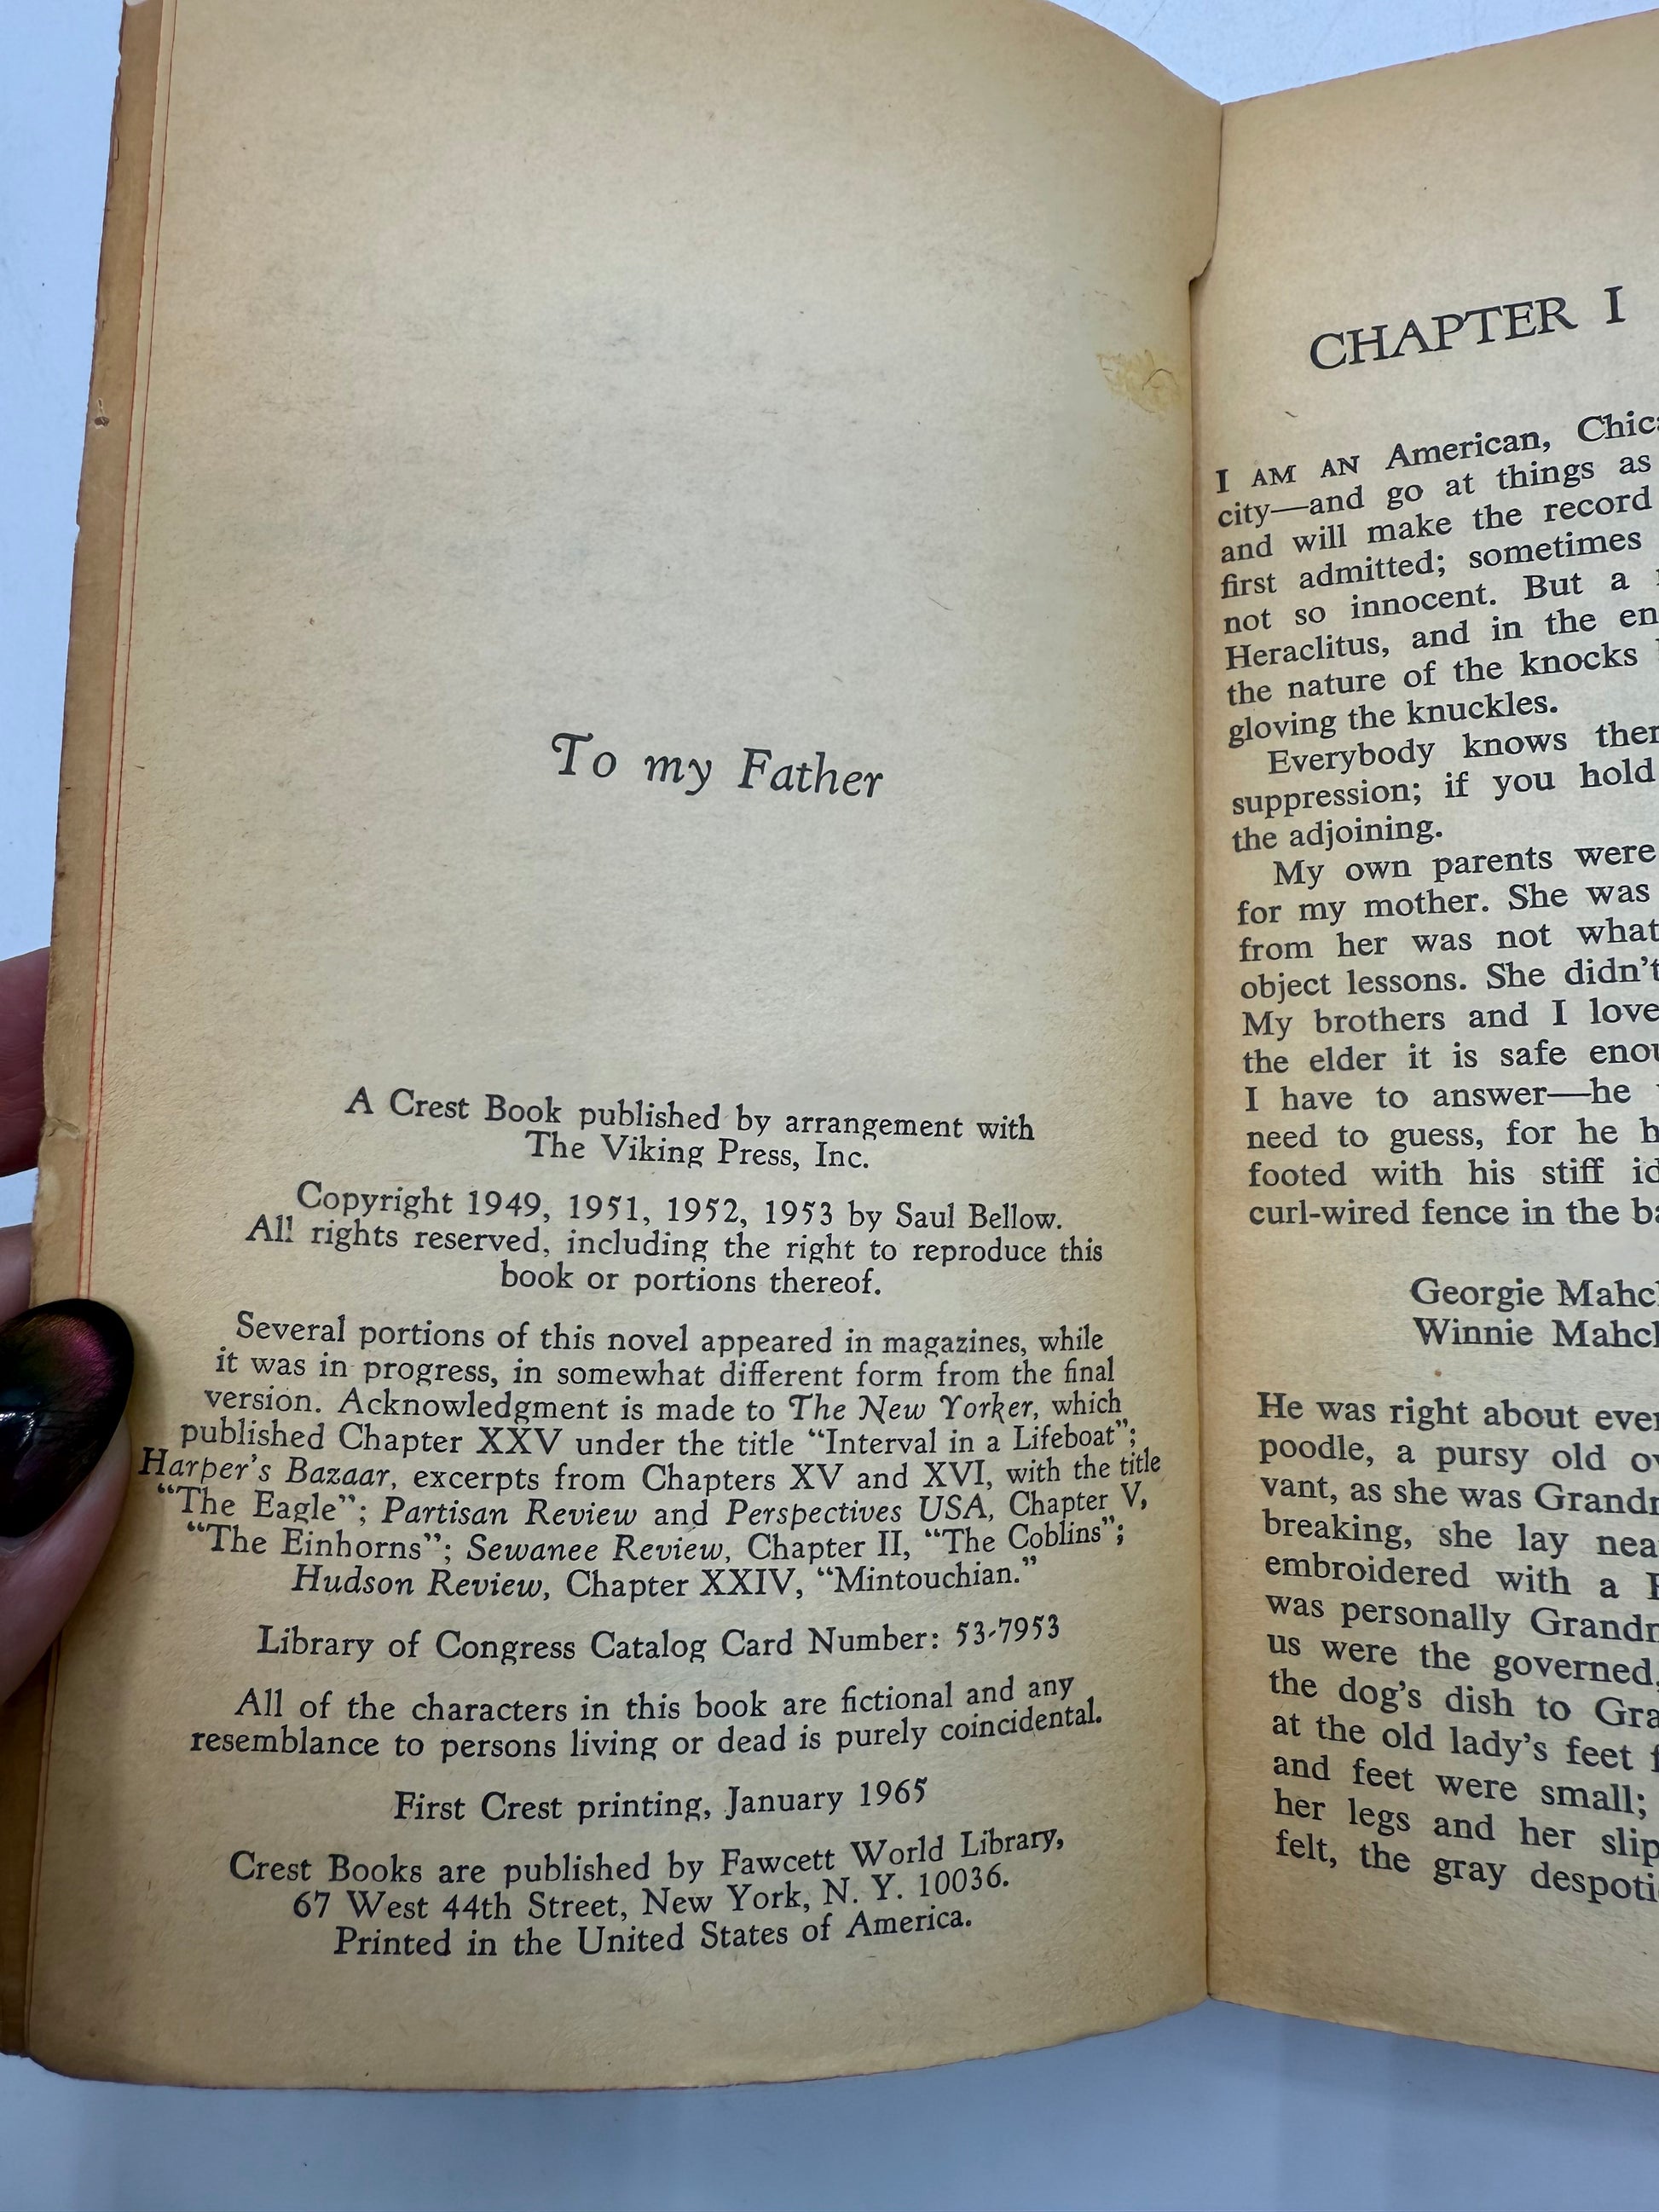 To my Father
A Crest Book published by arrangement with
The Viking Press, Inc.
Copyright 1949, 1951, 1952, 1953 by Saul Bellow.
All rights reserved, including the right to reproduce this
book or portions thereof.
Several portions of this novel appeared in magazines, while
it was in progress, in somewhat different form from the final
version. Acknowledgment is made to The New Yorker, which
published Chapter XXV under the title “Interval in a Lifeboat”;
Harper's Bazaar, excerpts from Chapters XV and XVI, with the title
“The Eagle”; Partisan Review and Perspectives USA, Chapter V,
“The Einhorns”; Sewanee Review, Chapter II, “The Coblins”;
Hudson Review, Chapter XXIV, “Mintouchian.”
Library of Congress Catalog Card Number: 53-7953
All of the characters in this book are fictional and any
resemblance to persons living or dead is purely coincidental.
First Crest printing, January 1965
Crest Books are published by Fawcett World Library,
67 West 44th Street, New York, N. Y. 10036.
Printed in the United States of America.
CHAPTER I
I AM AN American,
city—and go at things as
and will make the record
first admitted; sometimes
not so innocent. But a
Heraclitus, and in the
the nature of the knocks
gloving the knuckles.
Everybody knows
suppression; if you hold
the adjoining.
My own parents were
for my mother. She was
from her was not what
object lessons. She didn't
My brothers and I
the elder it is safe
I have to answer—he
need to guess, for he
footed with his stiff
curl-wired fence in the
Georgie
Winnie
He was right about
poodle, a pursy old
vant, as she was
breaking, she lay
embroidered with a
was personally
us were the governed,
the dog's dish to
at the old lady's feet
and feet were small;
her legs and her
felt, the gray